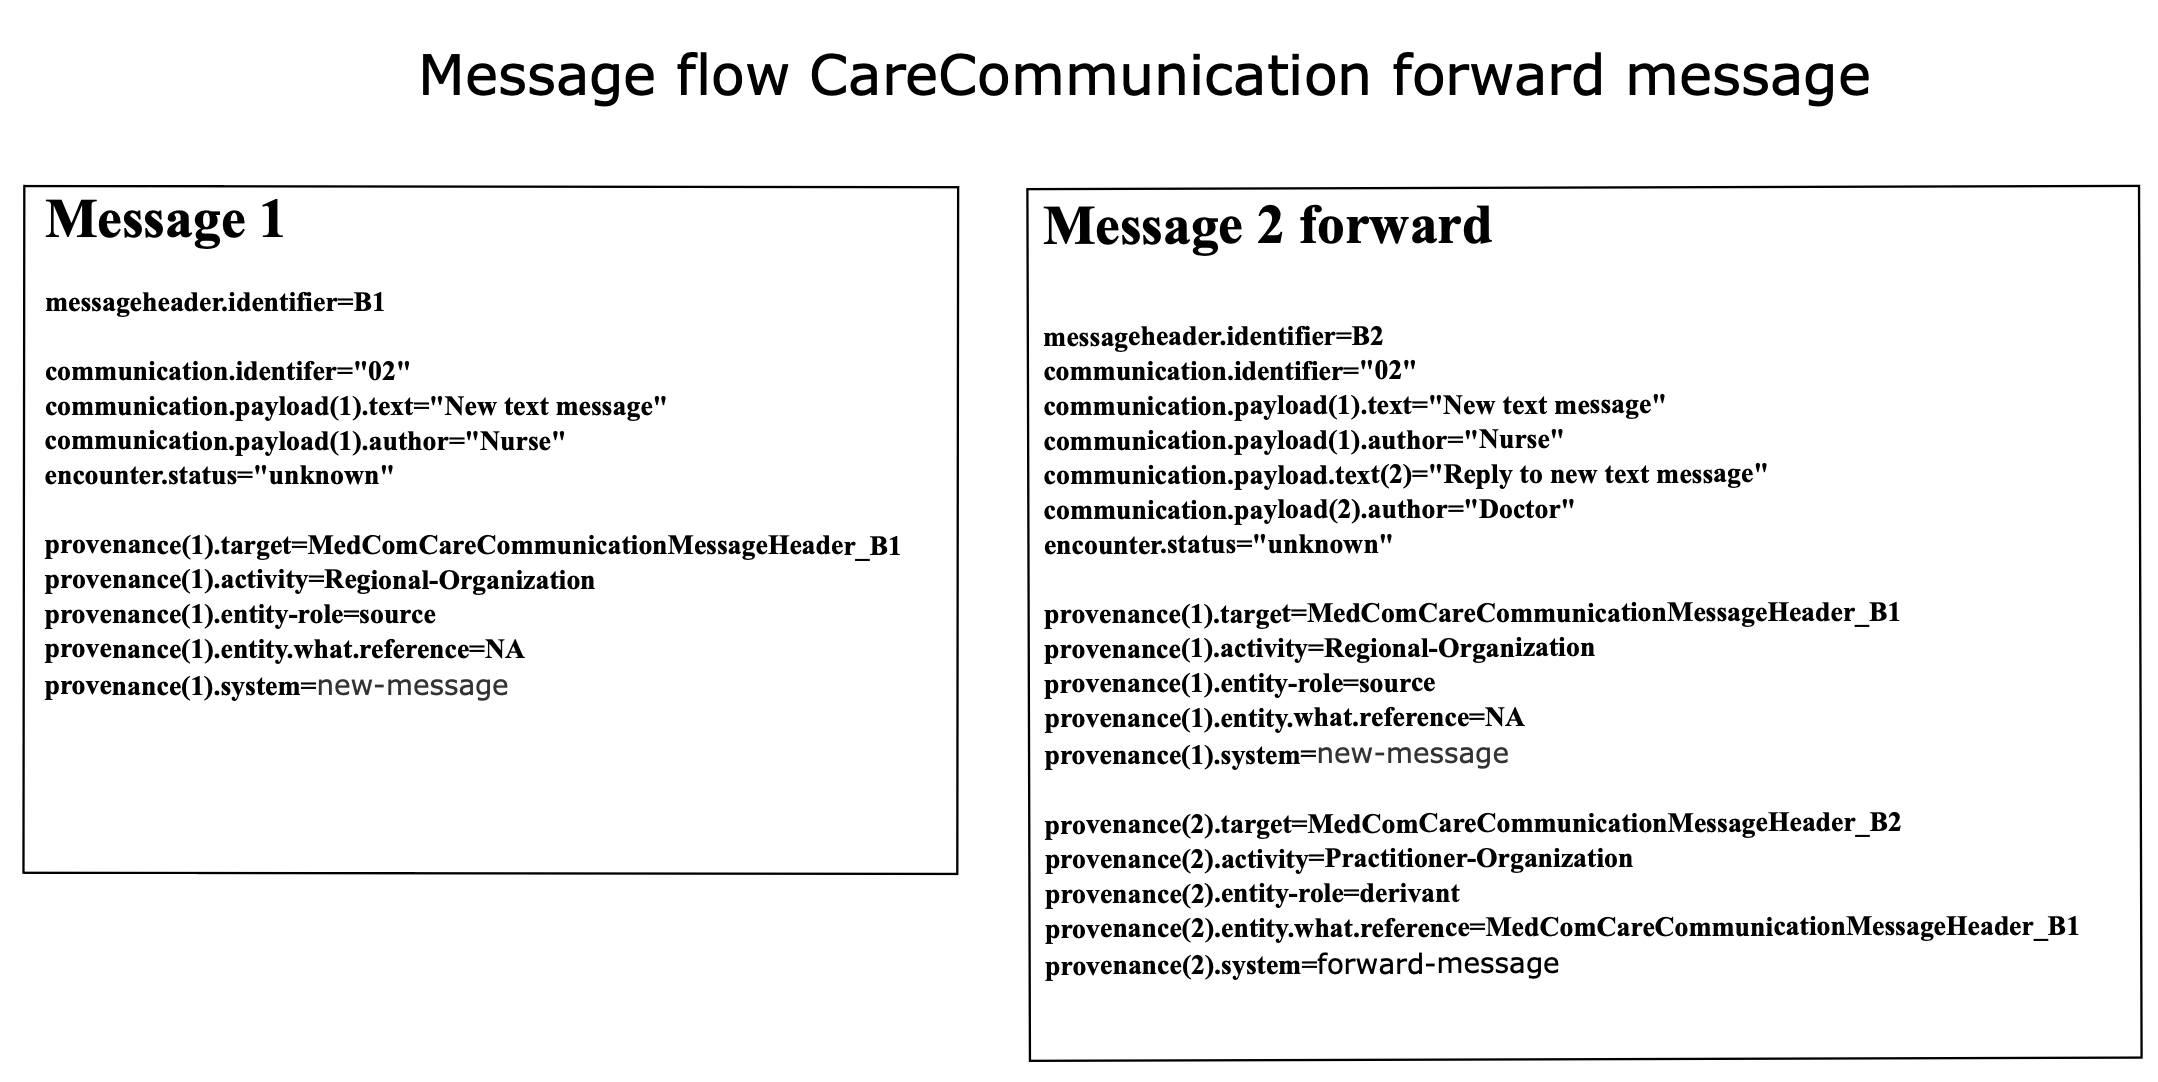 Message flow CareCommunication forward message
Message 1
messageheader.identifier=B1
communication.identifer="02"
communication.payload(1).text="New text message"
communication.payload(1).author="Nurse"
encounter.status="unknown"
provenance(1).target=MedComCareCommunicationMessageHeader_B1
provenance(1).activity=Regional-Organization
provenance(1).entity-role=source
provenance(1).entity.what.reference=NA
provenance(1).system=new-message
Message 2 forward
messageheader.identifier=B2
communication.identifier="02"
communication.payload(1).text="New text message"
communication.payload(1).author="Nurse"
communication.payload.text(2)="Reply to new text message"
communication.payload(2).author="Doctor"
encounter.status="unknown"
provenance(1).target=MedComCareCommunicationMessageHeader_B1
provenance(1).activity=Regional-Organization
provenance(1).entity-role=source
provenance(1).entity.what.reference=NA
provenance(1).system=new-message
provenance(2).target=MedComCareCommunicationMessageHeader_B2
provenance(2).activity=Practitioner-Organization
provenance(2).entity-role=derivant
provenance(2).entity.what.reference=MedComCareCommunicationMessageHeader_B1
provenance(2).system=forward-message